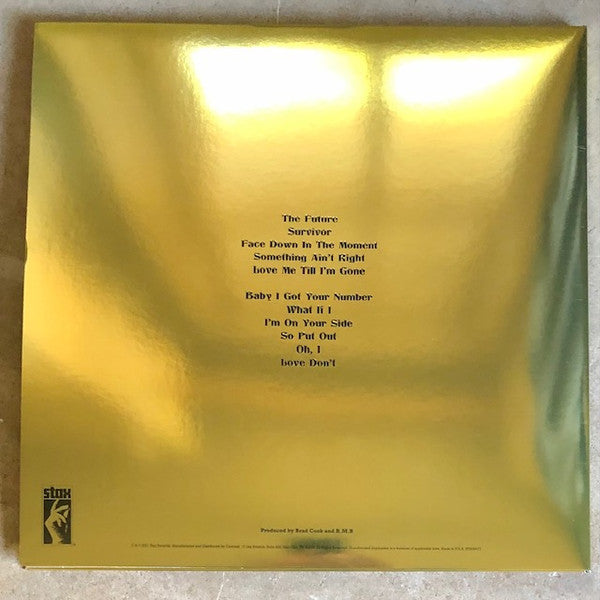 The Future
Survivor
Face Down In The Moment
Something Ain't Right
Love Me Till I'm Gone
Baby I Got Your Number
What If I
I'm On Your Side
So Put Out
Oh, I
Love Don't
stax
Produced by Brad Cook and R.M.B